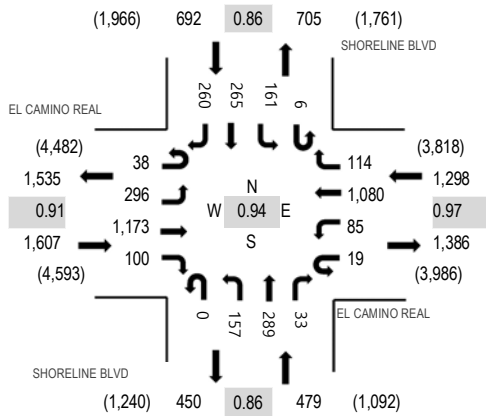 (1,966) 692 0.86 705 (1,761)
SHORELINE BLVD
260 265 161 6
EL CAMINO REAL
(4,482) (3,818)
38 114
1,535 1,298
296 1,080
N
0.91 W 0.94 E 0.97
1,173 85
1,607 S 1,386
100 19
(4,593) (3,986)
0 157 289 33
EL CAMINO REAL
SHORELINE BLVD
(1,240) 450 0.86 479 (1,092)